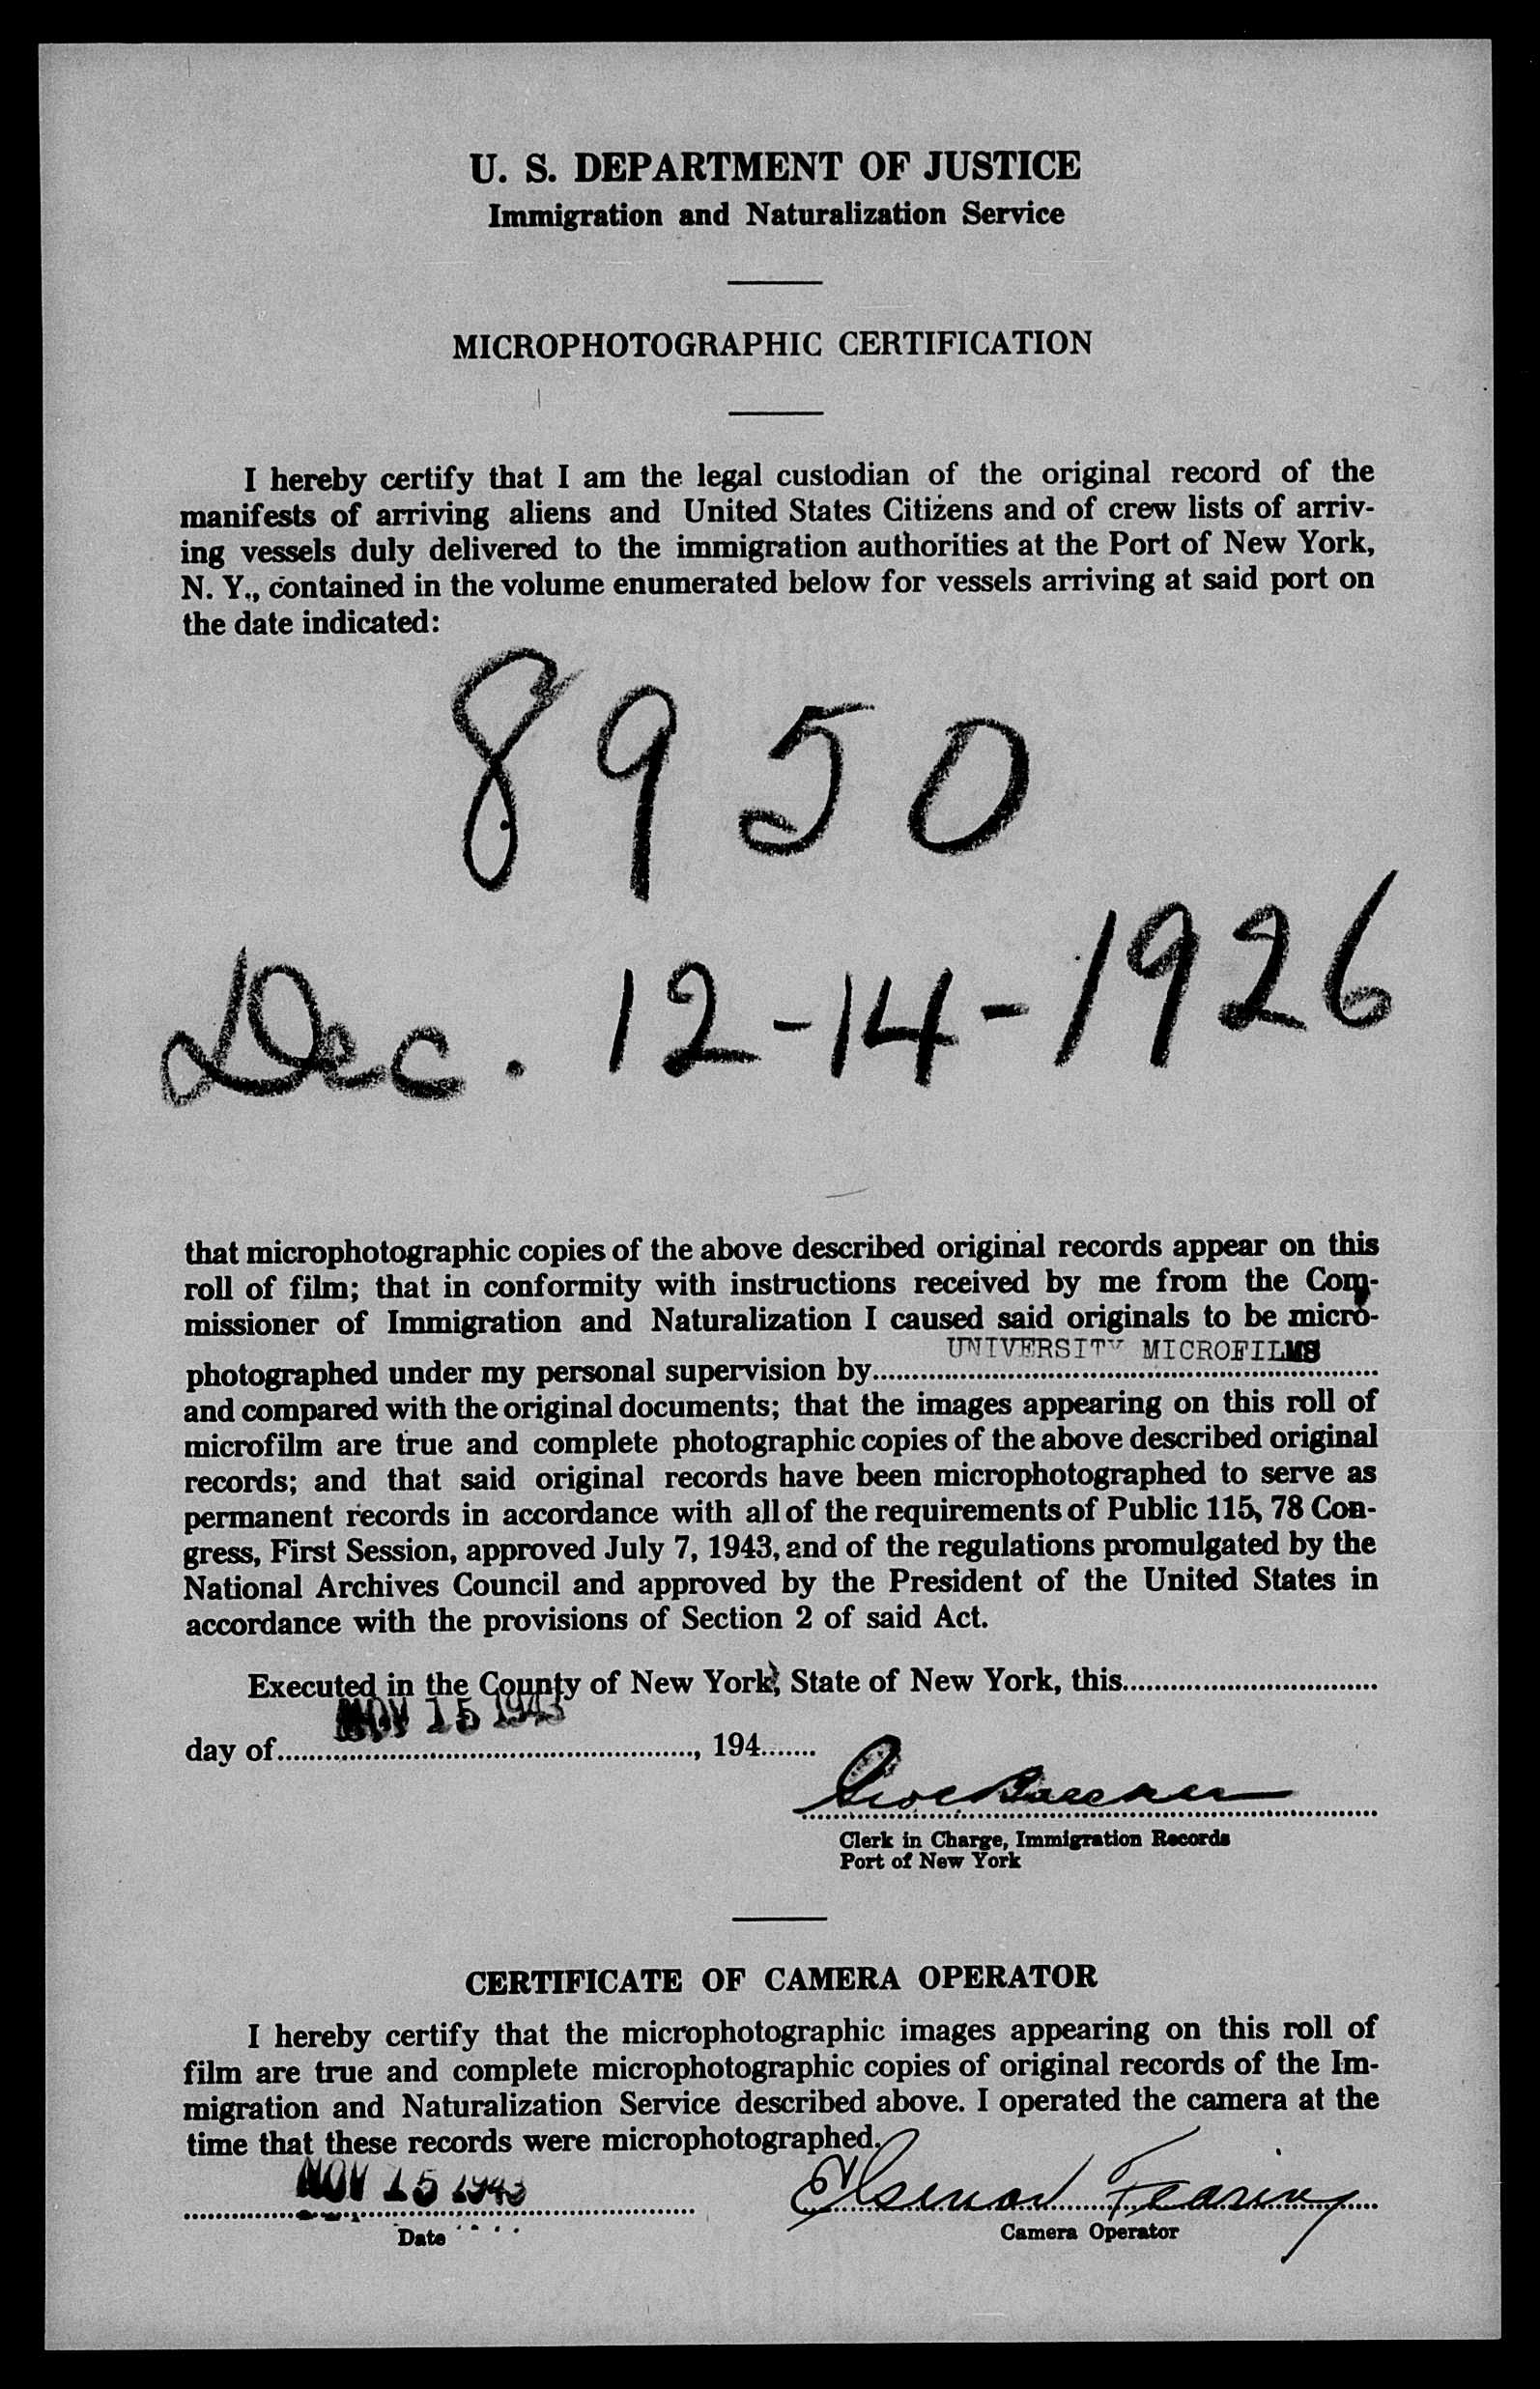 U. S. DEPARTMENT OF JUSTICE
Immigration and Naturalization Service
MICROPHOTOGRAPHIC CERTIFICATION
I hereby certify that I am the legal custodian of the original record of the
manifests of arriving aliens and United States Citizens and of crew lists of arriv-
ing vessels duly delivered to the immigration authorities at the Port of New York,
N. Y., contained in the volume enumerated below for vessels arriving at said port on
the date indicated:
8950
Dec. 12-14-1926
that microphotographic copies of the above described original records appear on this
roll of film; that in conformity with instructions received by me from the Com-
missioner of Immigration and Naturalization I caused said originals to be micro-
UNIVERSITY MICROFILMS
photographed under my personal supervision by
and compared with the original documents; that the images appearing on this roll of
microfilm are true and complete photographic copies of the above described original
records; and that said original records have been microphotographed to serve as
permanent records in accordance with all of the requirements of Public 115, 78 Con-
gress, First Session, approved July 7, 1943, and of the regulations promulgated by the
National Archives Council and approved by the President of the United States in
accordance with the provisions of Section 2 of said Act.
Executed in the County of New York, State of New York, this
NOV 15 1943
day of, 194
Clerk in Charge, Immigration Records
Port of New York
CERTIFICATE OF CAMERA OPERATOR
I hereby certify that the microphotographic images appearing on this roll of
film are true and complete microphotographic copies of original records of the Im-
migration and Naturalization Service described above. I operated the camera at the
time that these records were microphotographed.
NOV 15 1943 Fearing
Date
Camera Operator